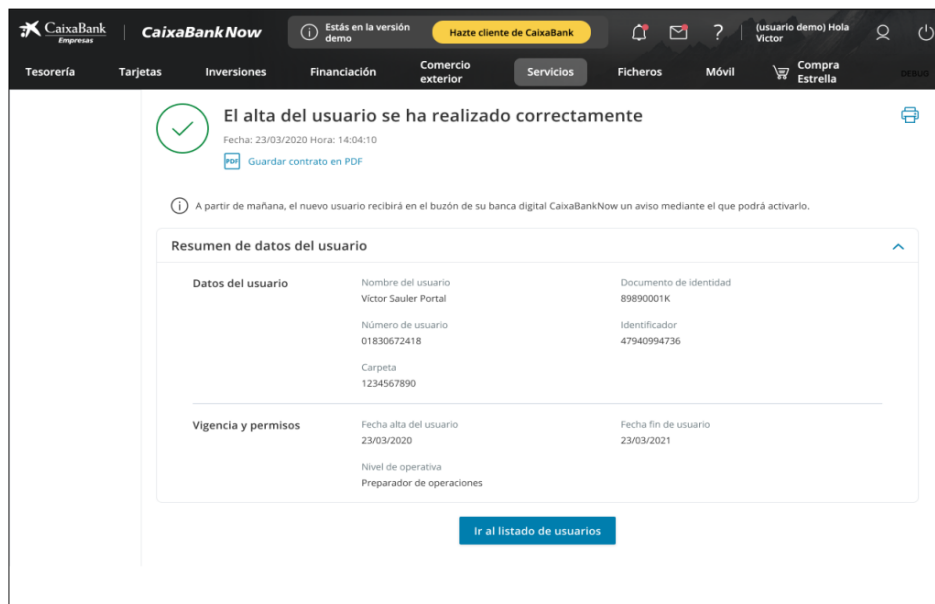 CaixaBank
Empresas
CaixaBankNow
Estás en la versión
demo
Hazte cliente de CaixaBank
?
(usuario demo) Hola
Victor
Tesorería
Tarjetas
Inversiones
Financiación
Comercio
exterior
Servicios
Ficheros
Móvil
Compra
Estrella
DEBUG
El alta del usuario se ha realizado correctamente
Fecha: 23/03/2020 Hora: 14:04:10
PDF Guardar contrato en PDF
A partir de mañana, el nuevo usuario recibirá en el buzón de su banca digital CaixaBankNow un aviso mediante el que podrá activarlo.
Resumen de datos del usuario
Datos del usuario
Nombre del usuario
Víctor Sauler Portal
Documento de identidad
89890001K
Número de usuario
01830672418
Identificador
47940994736
Carpeta
1234567890
Vigencia y permisos
Fecha alta del usuario
23/03/2020
Fecha fin de usuario
23/03/2021
Nivel de operativa
Preparador de operaciones
Ir al listado de usuarios